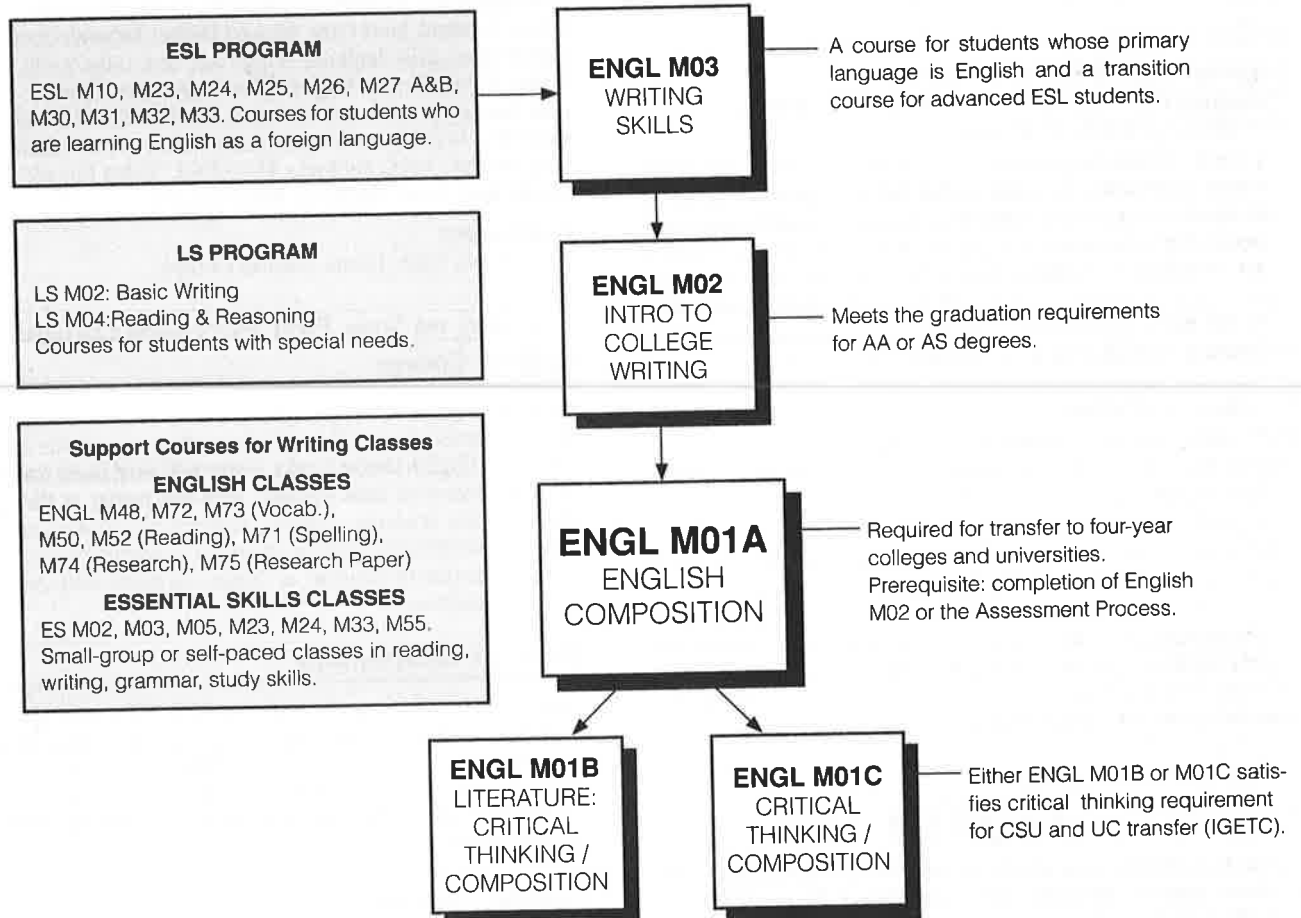 ESL PROGRAM
ESL M10, M23, M24, M25, M26, M27 A&B,
M30, M31, M32, M33. Courses for students who
are learning English as a foreign language.
ENGL M03
WRITING
SKILLS
A course for students whose primary
language is English and a transition
course for advanced ESL students.
LS PROGRAM
LS M02: Basic Writing
LS M04:Reading & Reasoning
Courses for students with special needs.
ENGL M02
INTRO TO
COLLEGE
WRITING
Meets the graduation requirements
for AA or AS degrees.
Support Courses for Writing Classes
ENGLISH CLASSES
ENGL M48, M72, M73 (Vocab.),
M50, M52 (Reading), M71 (Spelling),
M74 (Research), M75 (Research Paper)
ESSENTIAL SKILLS CLASSES
ES M02, M03, M05, M23, M24, M33, M55.
Small-group or self-paced classes in reading,
writing, grammar, study skills.
ENGL M01A
ENGLISH
COMPOSITION
Required for transfer to four-year
colleges and universities.
Prerequisite: completion of English
M02 or the Assessment Process.
ENGL M01B
LITERATURE:
CRITICAL
THINKING /
COMPOSITION
ENGL M01C
CRITICAL
THINKING /
COMPOSITION
Either ENGL M01B or M01C satis-
fies critical thinking requirement
for CSU and UC transfer (IGETC).